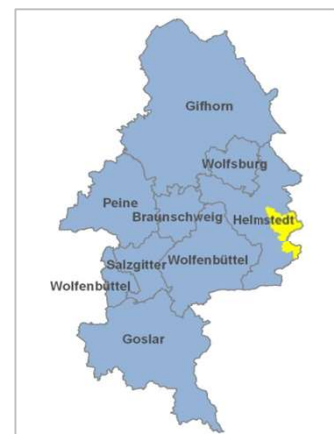 Gifhorn
Wolfsburg
Peine
Braunschweig
Helmstedt
Salzgitter
Wolfenbüttel
Wolfenbüttel
Goslar